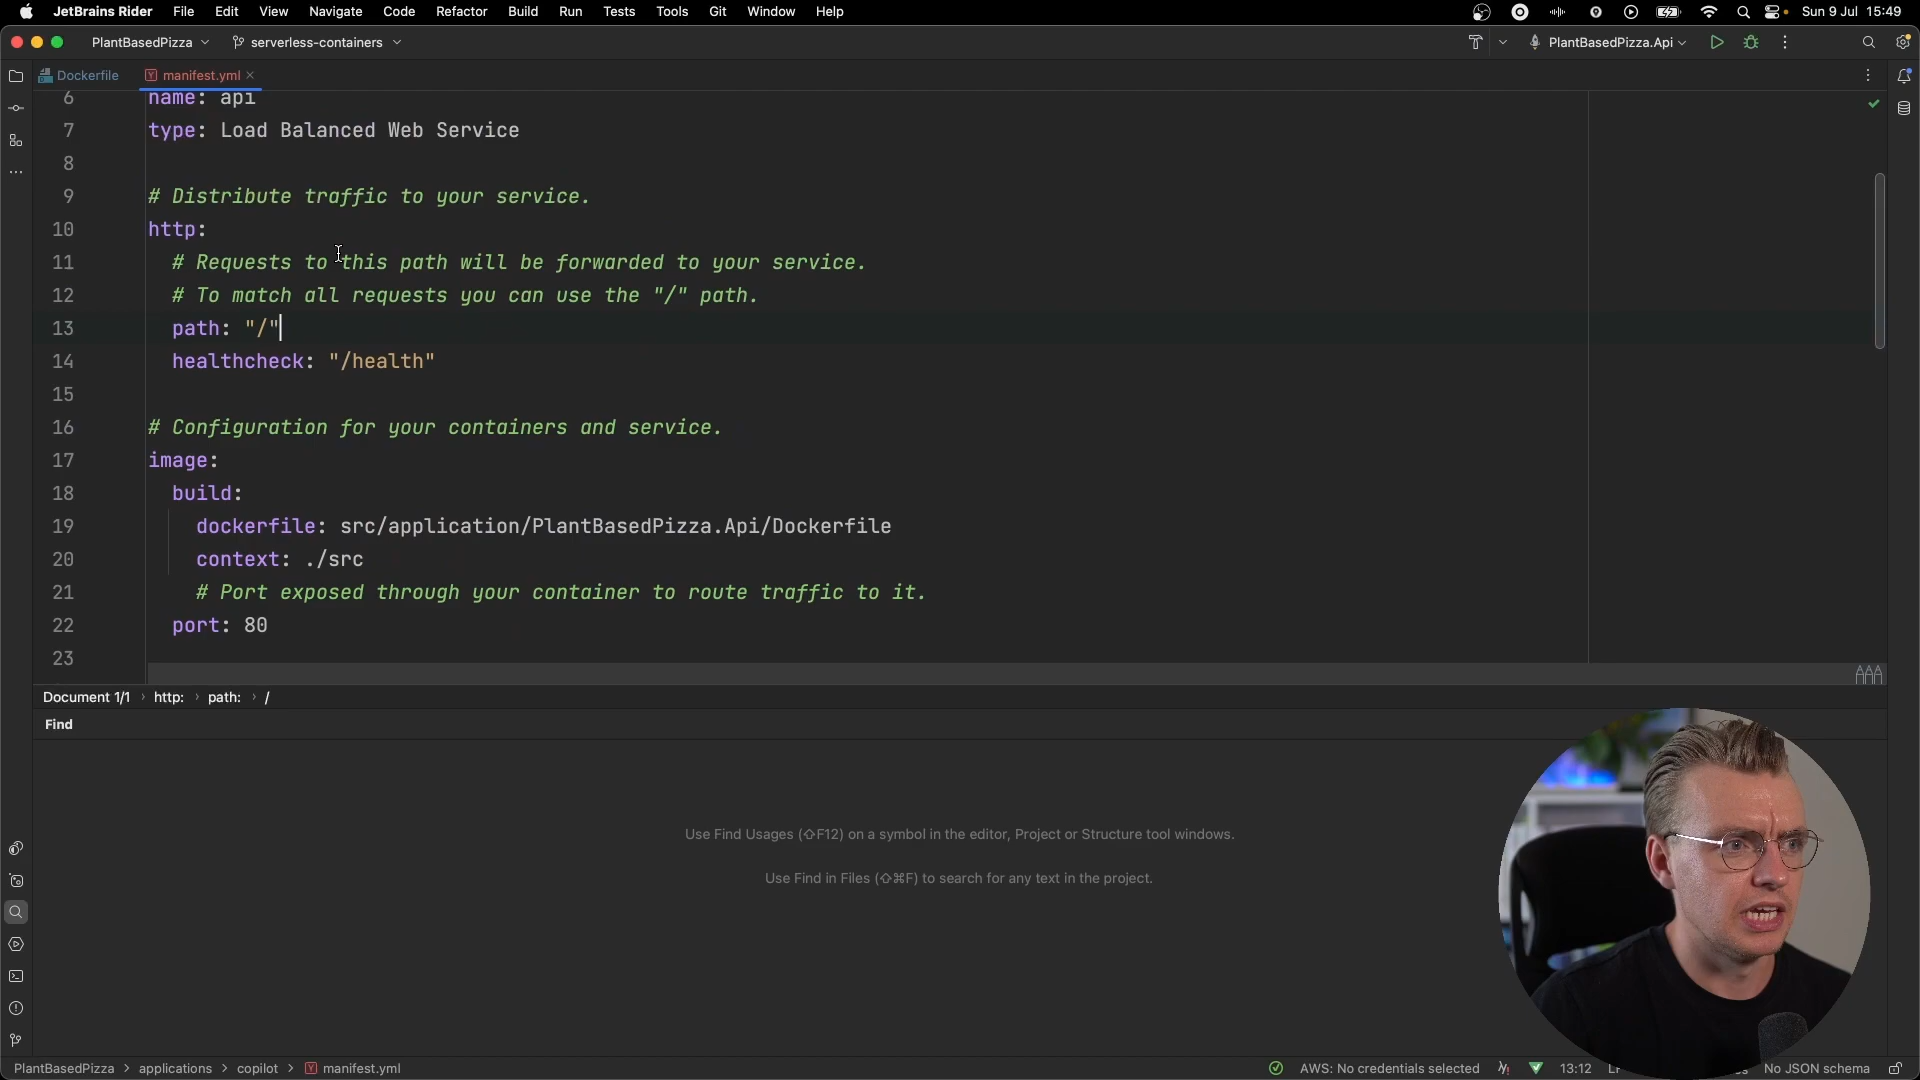 JetBrains Rider File Edit View Navigate Code Refactor Build Run Tests Tools Git Window Help Sun 9 Jul 15:49
PlantBasedPizza serverless-containers PlantBasedPizza.Api
Dockerfile manifest.yml
6 name: api
7 type: Load Balanced Web Service
8
9 # Distribute traffic to your service.
10 http:
11 # Requests to this path will be forwarded to your service.
12 # To match all requests you can use the "/" path.
13 path: "/"
14 healthcheck: "/health"
15
16 # Configuration for your containers and service.
17 image:
18 build:
19 dockerfile: src/application/PlantBasedPizza.Api/Dockerfile
20 context: ./src
21 # Port exposed through your container to route traffic to it.
22 port: 80
23
Document 1/1 › http: › path: › /
Find
Use Find Usages (⇧F12) on a symbol in the editor, Project or Structure tool windows.
Use Find in Files (⇧⌘F) to search for any text in the project.
PlantBasedPizza › applications › copilot › manifest.yml AWS: No credentials selected 13:12 No JSON schema